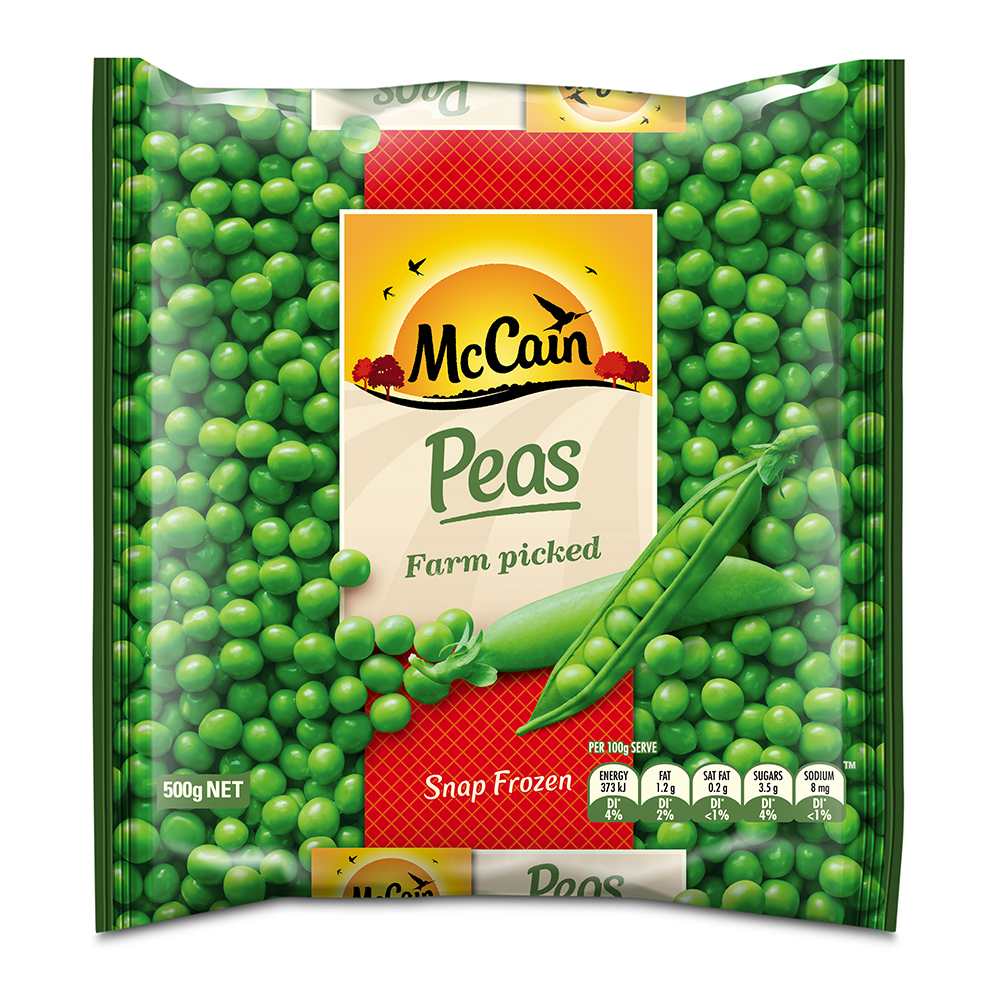 Peas
McCain
Peas
Farm picked
Snap Frozen
500g NET
PER 100g SERVE
ENERGY
373 kJ
DI*
4%
FAT
1.2 g
DI*
2%
SAT FAT
0.2 g
DI*
<1%
SUGARS
3.5 g
DI*
4%
SODIUM
8 mg
DI*
<1%
TM
McCain
Peas